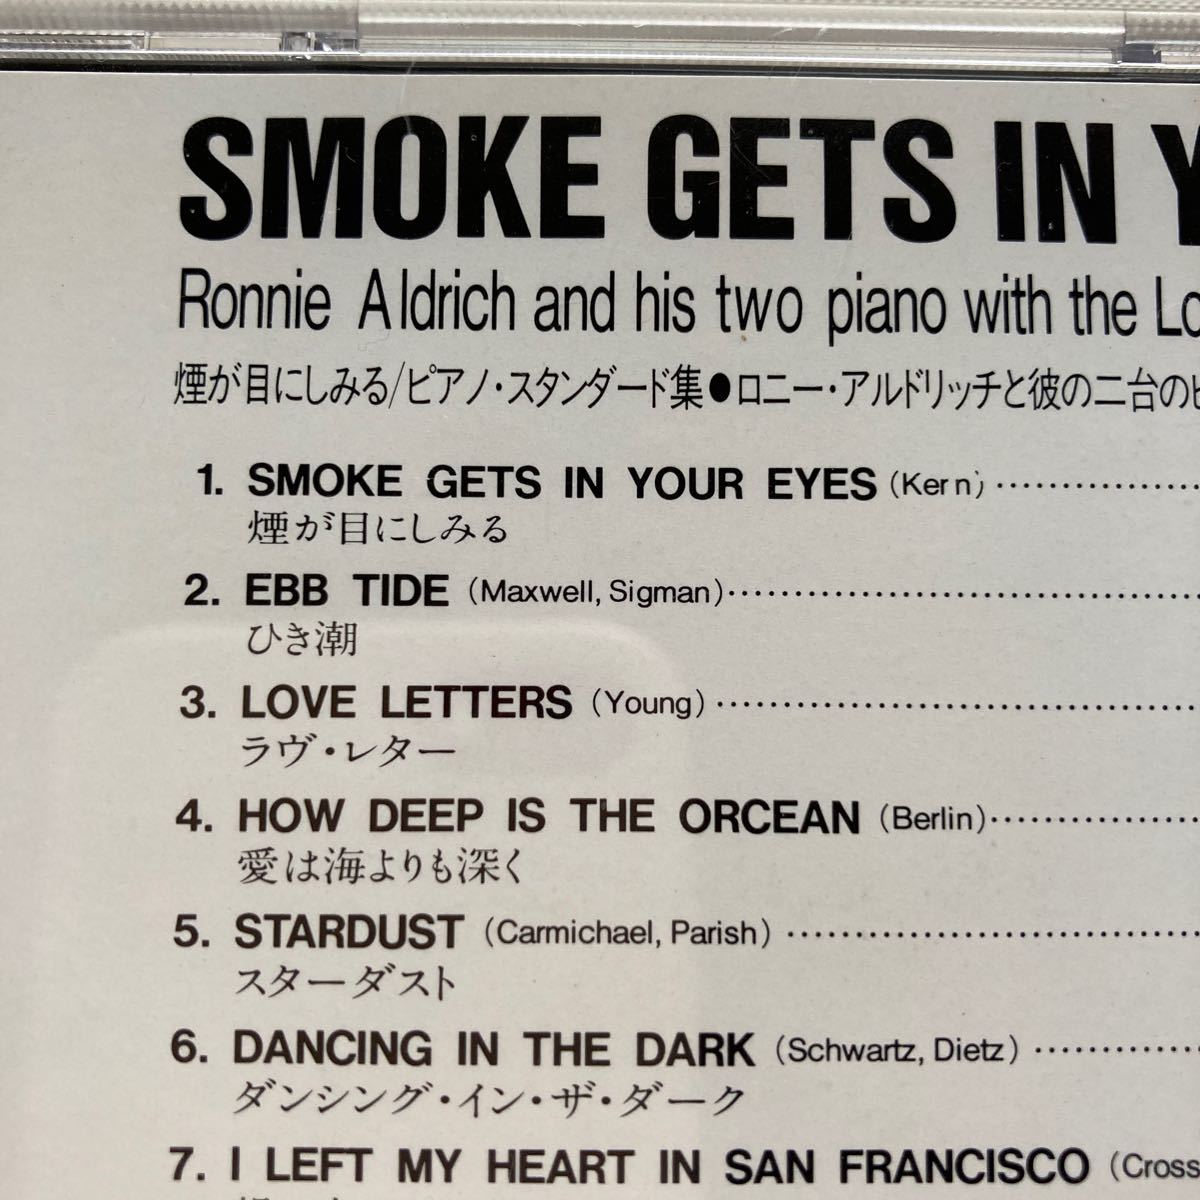 SMOKE GETS IN Y
Ronnie Aldrich and his two piano with the Lo
煙が目にしみる/ピアノ・スタンダード集●ロニー・アルドリッチと彼の二台のピ
1. SMOKE GETS IN YOUR EYES (Kern)
煙が目にしみる
2. EBB TIDE (Maxwell, Sigman)
ひき潮
3. LOVE LETTERS (Young)
ラヴ・レター
4. HOW DEEP IS THE ORCEAN (Berlin)
愛は海よりも深く
5. STARDUST (Carmichael, Parish)
スターダスト
6. DANCING IN THE DARK (Schwartz, Dietz)
ダンシング・イン・ザ・ダーク
7. I LEFT MY HEART IN SAN FRANCISCO (Cross